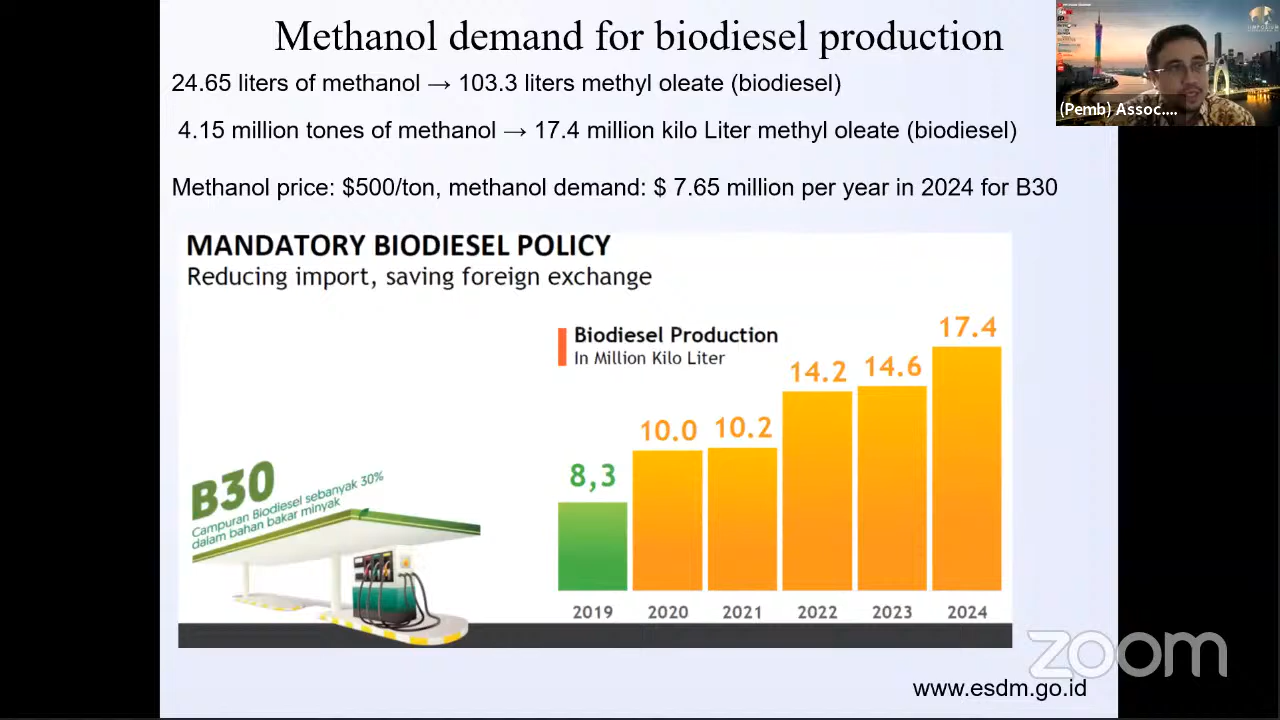 Methanol demand for biodiesel production
24.65 liters of methanol → 103.3 liters methyl oleate (biodiesel)
4.15 million tones of methanol → 17.4 million kilo Liter methyl oleate (biodiesel)
Methanol price: $500/ton, methanol demand: $ 7.65 million per year in 2024 for B30
(Pemb) Assoc....
MANDATORY BIODIESEL POLICY
Reducing import, saving foreign exchange
Biodiesel Production
In Million Kilo Liter
8,3
10.0
10.2
14.2
14.6
17.4
2019
2020
2021
2022
2023
2024
B30
Campuran Biodiesel sebanyak 30%
dalam bahan bakar minyak
zoom
www.esdm.go.id